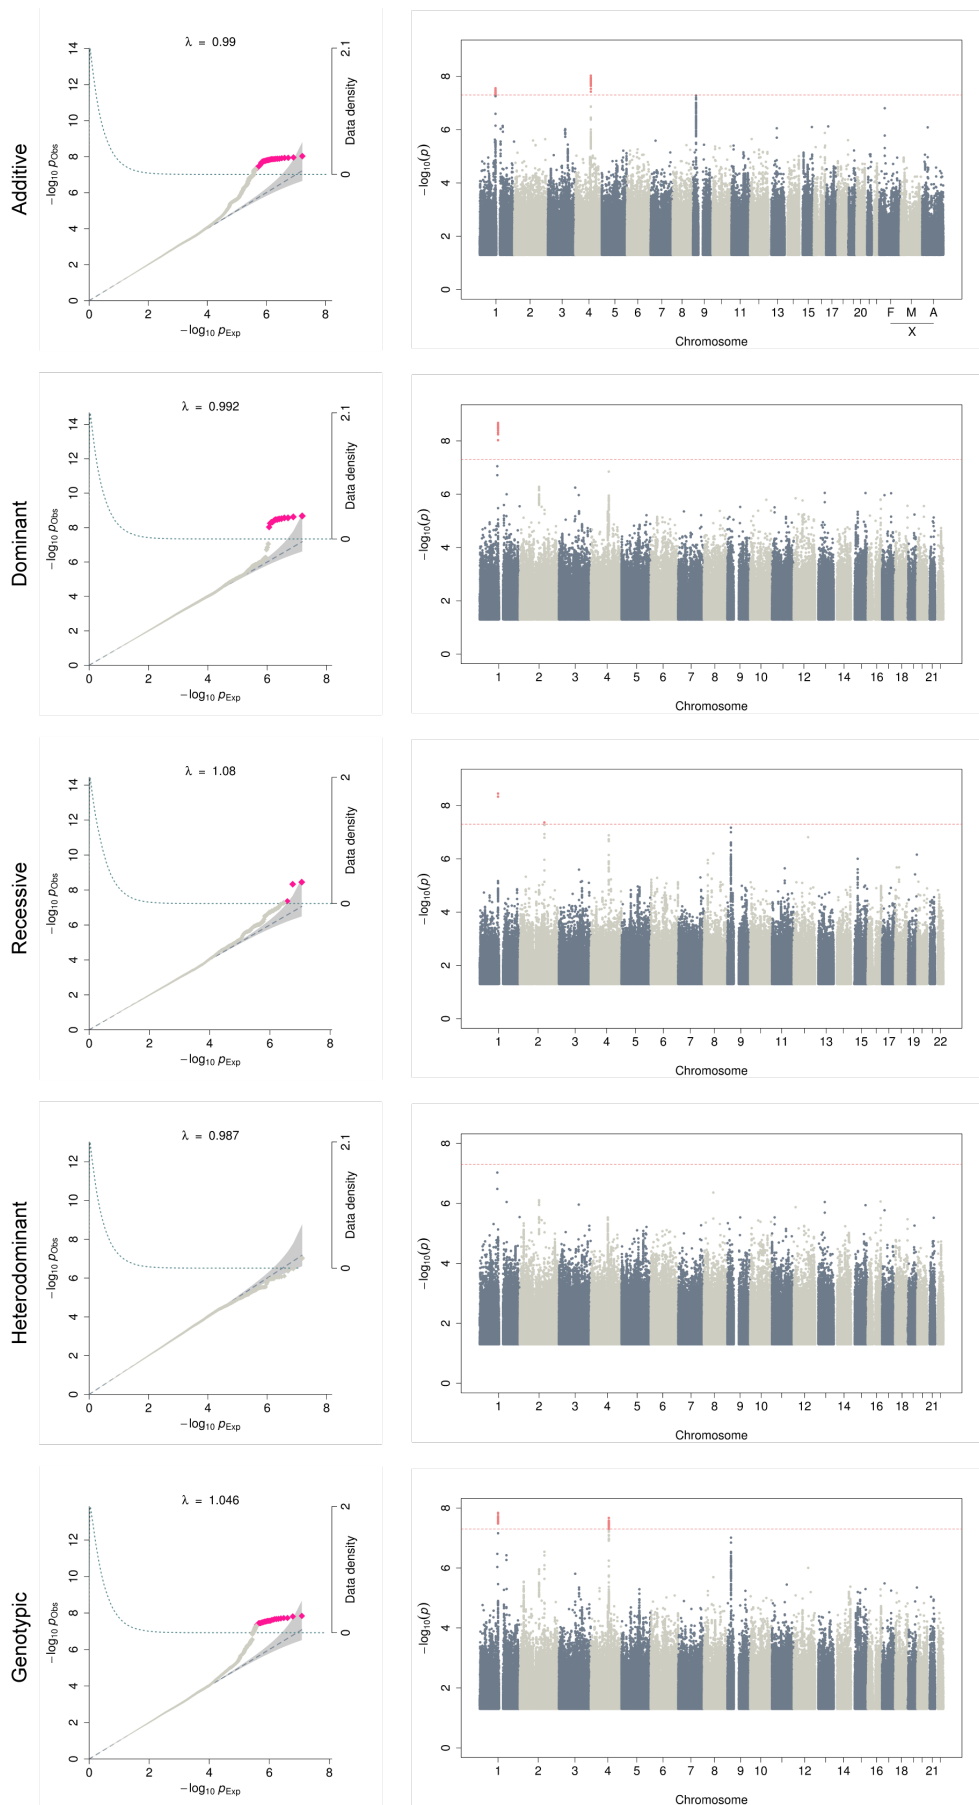 Additive
λ = 0.99
14
12
10
8
6
4
2
0
−log10 pObs
0 4 6 8
−log10 pExp
2.1
Data density
0
8
6
4
2
0
−log10(p)
1 2 3 4 5 6 7 8 9 11 13 15 17 20 F M A
X
Chromosome
Dominant
λ = 0.992
14
12
10
8
6
4
2
0
−log10 pObs
0 4 6 8
−log10 pExp
2.1
Data density
0
8
6
4
2
0
−log10(p)
1 2 3 4 5 6 7 8 9 10 12 14 16 18 21
Chromosome
Recessive
λ = 1.08
14
12
10
8
6
4
2
0
−log10 pObs
0 4 6 8
−log10 pExp
2
Data density
0
8
6
4
2
0
−log10(p)
1 2 3 4 5 6 7 8 9 11 13 15 17 19 22
Chromosome
Heterodominant
λ = 0.987
12
10
8
6
4
2
0
−log10 pObs
0 4 6 8
−log10 pExp
2.1
Data density
0
8
6
4
2
0
−log10(p)
1 2 3 4 5 6 7 8 9 10 12 14 16 18 21
Chromosome
Genotypic
λ = 1.046
12
10
8
6
4
2
0
−log10 pObs
0 4 6 8
−log10 pExp
2
Data density
0
8
6
4
2
0
−log10(p)
1 2 3 4 5 6 7 8 9 10 12 14 16 18 21
Chromosome